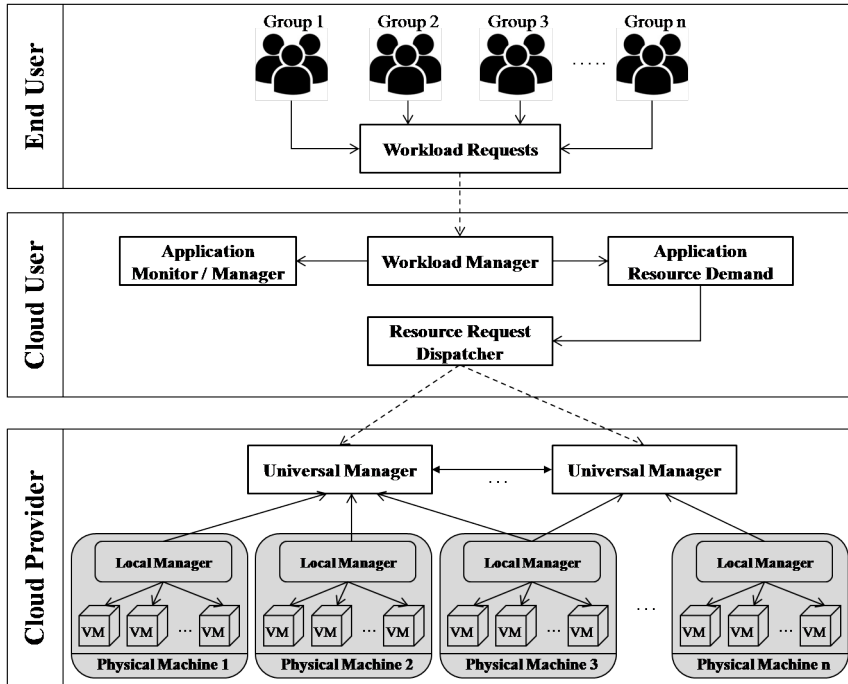 End User
Group 1
Group 2
Group 3
.....
Group n
Workload Requests
Cloud User
Application
Monitor / Manager
Workload Manager
Application
Resource Demand
Resource Request
Dispatcher
Cloud Provider
Universal Manager
...
Universal Manager
Local Manager
Local Manager
Local Manager
Local Manager
VM
VM
...
VM
VM
VM
...
VM
VM
VM
...
VM
...
VM
VM
...
VM
Physical Machine 1
Physical Machine 2
Physical Machine 3
Physical Machine n